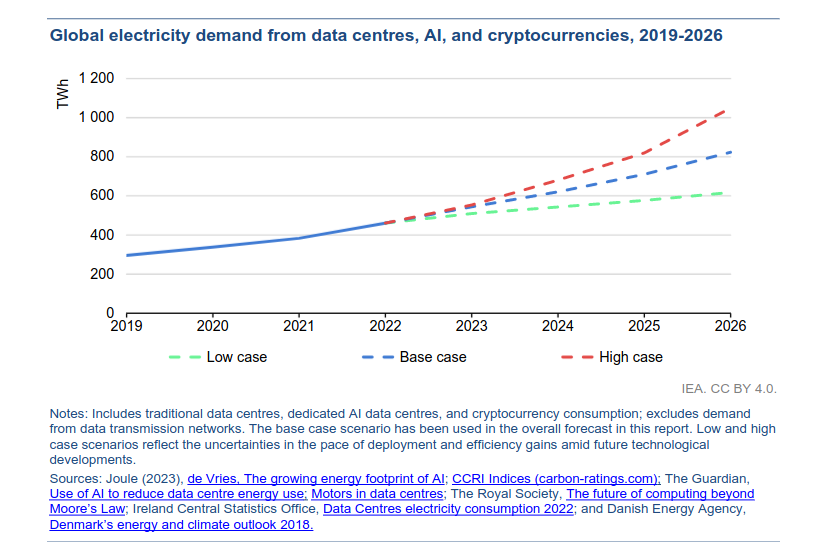 Global electricity demand from data centres, AI, and cryptocurrencies, 2019-2026
TWh
1 200
1 000
800
600
400
200
0
2019 2020 2021 2022 2023 2024 2025 2026
Low case Base case High case
IEA. CC BY 4.0.
Notes: Includes traditional data centres, dedicated AI data centres, and cryptocurrency consumption; excludes demand
from data transmission networks. The base case scenario has been used in the overall forecast in this report. Low and high
case scenarios reflect the uncertainties in the pace of deployment and efficiency gains amid future technological
developments.
Sources: Joule (2023), de Vries, The growing energy footprint of AI; CCRI Indices (carbon-ratings.com); The Guardian,
Use of AI to reduce data centre energy use; Motors in data centres; The Royal Society, The future of computing beyond
Moore's Law; Ireland Central Statistics Office, Data Centres electricity consumption 2022; and Danish Energy Agency,
Denmark's energy and climate outlook 2018.